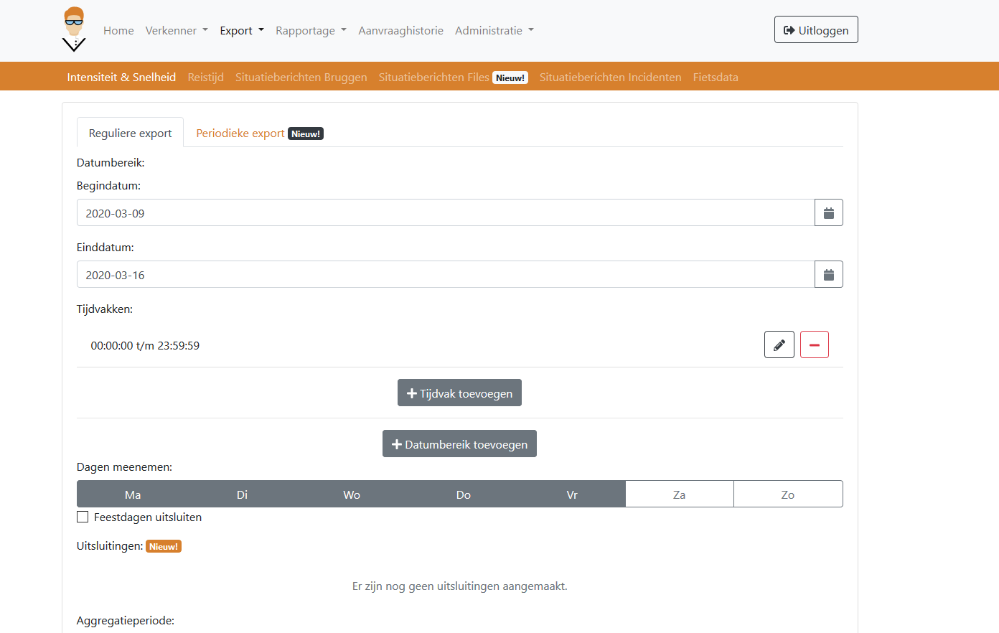 Home Verkenner Export Rapportage Aanvraaghistorie Administratie Uitloggen
Intensiteit & Snelheid Reistijd Situatieberichten Bruggen Situatieberichten Files Nieuw! Situatieberichten Incidenten Fietsdata
Reguliere export Periodieke export Nieuw!
Datumbereik:
Begindatum:
2020-03-09
Einddatum:
2020-03-16
Tijdvakken:
00:00:00 t/m 23:59:59
Tijdvak toevoegen
Datumbereik toevoegen
Dagen meenemen:
Ma Di Wo Do Vr Za Zo
Feestdagen uitsluiten
Uitsluitingen: Nieuw!
Er zijn nog geen uitsluitingen aangemaakt.
Aggregatieperiode: